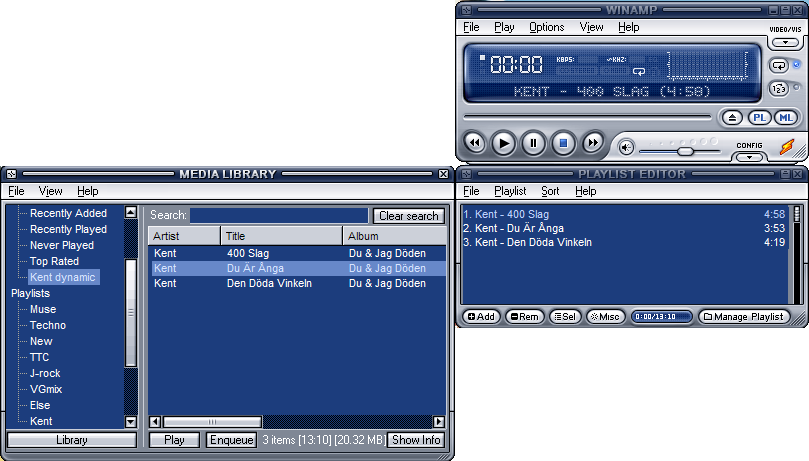 WINAMP
File Play Options View Help
VIDEO/VIS
00:00
KBPS: KHZ:
KENT - 400 SLAG (4:58)
123
PL ML
CONFIG
MEDIA LIBRARY
File View Help
Recently Added
Recently Played
Never Played
Top Rated
Kent dynamic
Playlists
Muse
Techno
New
TTC
J-rock
VGmix
Else
Kent
Library
Search: Clear search
Artist Title Album
Kent 400 Slag Du & Jag Döden
Kent Du Är Ånga Du & Jag Döden
Kent Den Döda Vinkeln Du & Jag Döden
Play Enqueue 3 items [13:10] [20.32 MB] Show Info
PLAYLIST EDITOR
File Playlist Sort Help
1. Kent - 400 Slag 4:58
2. Kent - Du Är Ånga 3:53
3. Kent - Den Döda Vinkeln 4:19
Add Rem Sel Misc 0:00/13:10 Manage Playlist